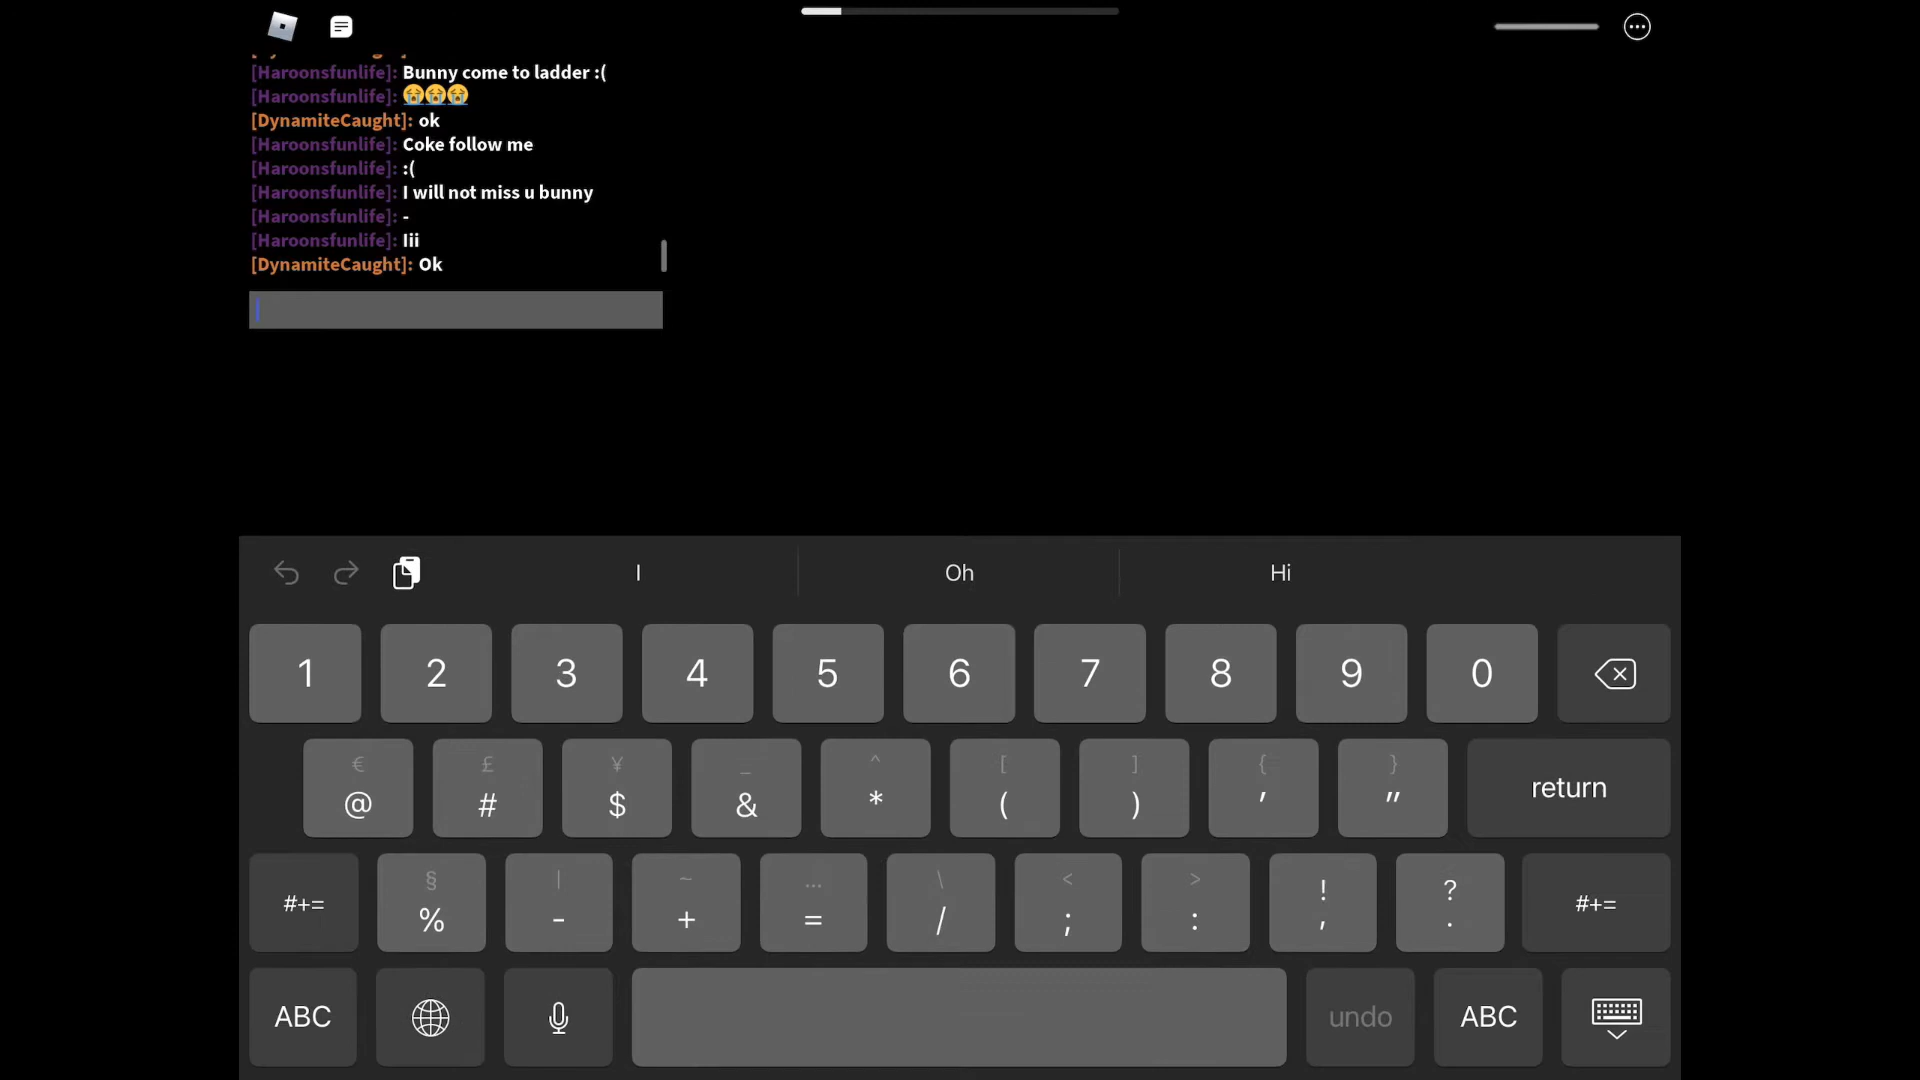 [Haroonsfunlife]: Bunny come to ladder :(
[Haroonsfunlife]: 😭😭😭
[DynamiteCaught]: ok
[Haroonsfunlife]: Coke follow me
[Haroonsfunlife]: :(
[Haroonsfunlife]: I will not miss u bunny
[Haroonsfunlife]: -
[Haroonsfunlife]: Iii
[DynamiteCaught]: Ok
I Oh Hi
1 2 3 4 5 6 7 8 9 0
€ £ ¥ _ ^ [ ] { }
@ # $ & * ( ) ' " return
§ | ~ … \ < > ! ?
#+= % - + = / ; : , . #+=
ABC undo ABC